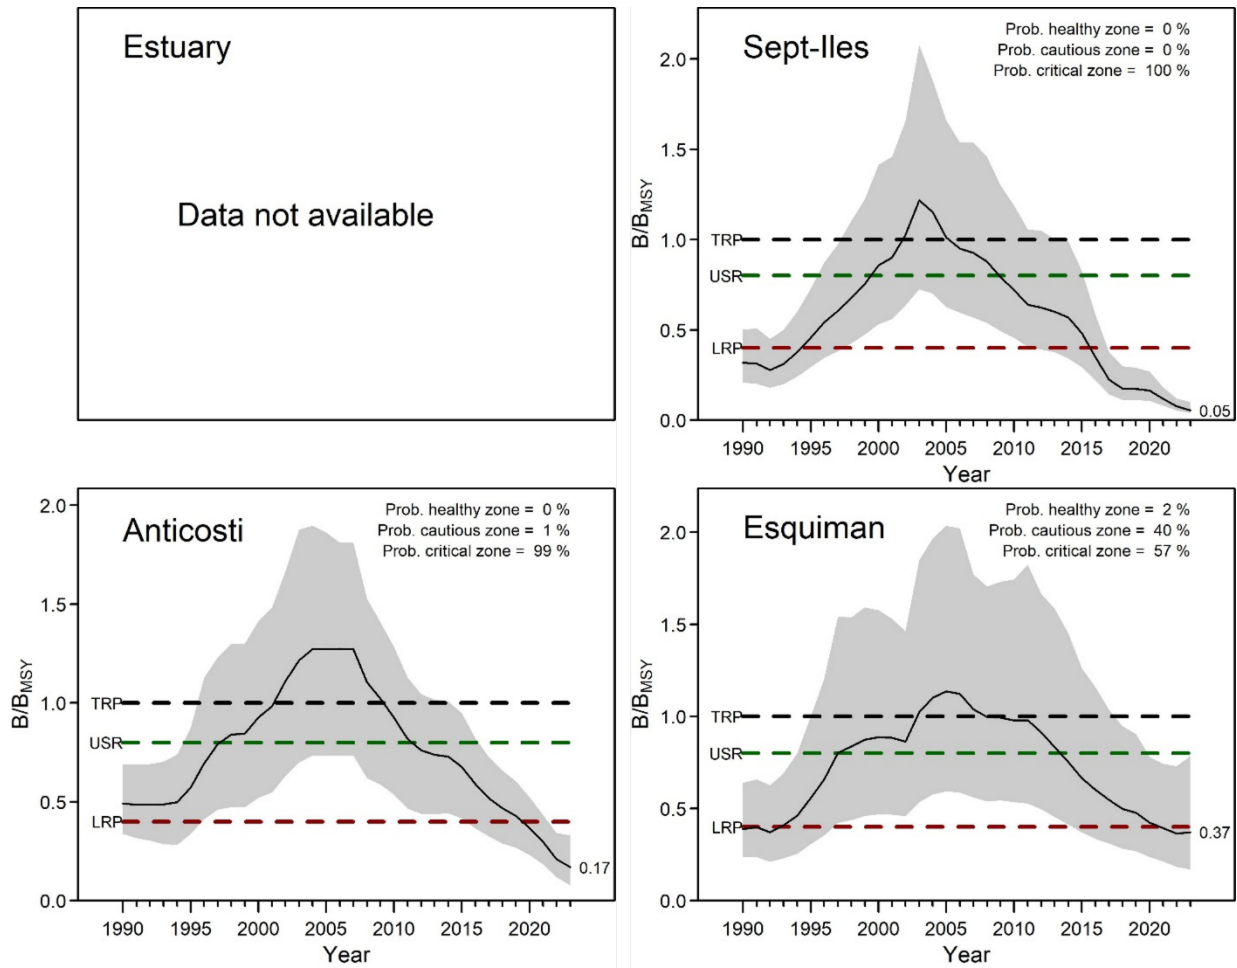 Estuary
Data not available
Sept-Iles
Prob. healthy zone = 0 %
Prob. cautious zone = 0 %
Prob. critical zone = 100 %
2.0
1.5
1.0
0.5
0.0
B/BMSY
TRP
USR
LRP
0.05
1990 1995 2000 2005 2010 2015 2020
Year
Anticosti
Prob. healthy zone = 0 %
Prob. cautious zone = 1 %
Prob. critical zone = 99 %
2.0
1.5
1.0
0.5
0.0
B/BMSY
TRP
USR
LRP
0.17
1990 1995 2000 2005 2010 2015 2020
Year
Esquiman
Prob. healthy zone = 2 %
Prob. cautious zone = 40 %
Prob. critical zone = 57 %
2.0
1.5
1.0
0.5
0.0
B/BMSY
TRP
USR
LRP
0.37
1990 1995 2000 2005 2010 2015 2020
Year